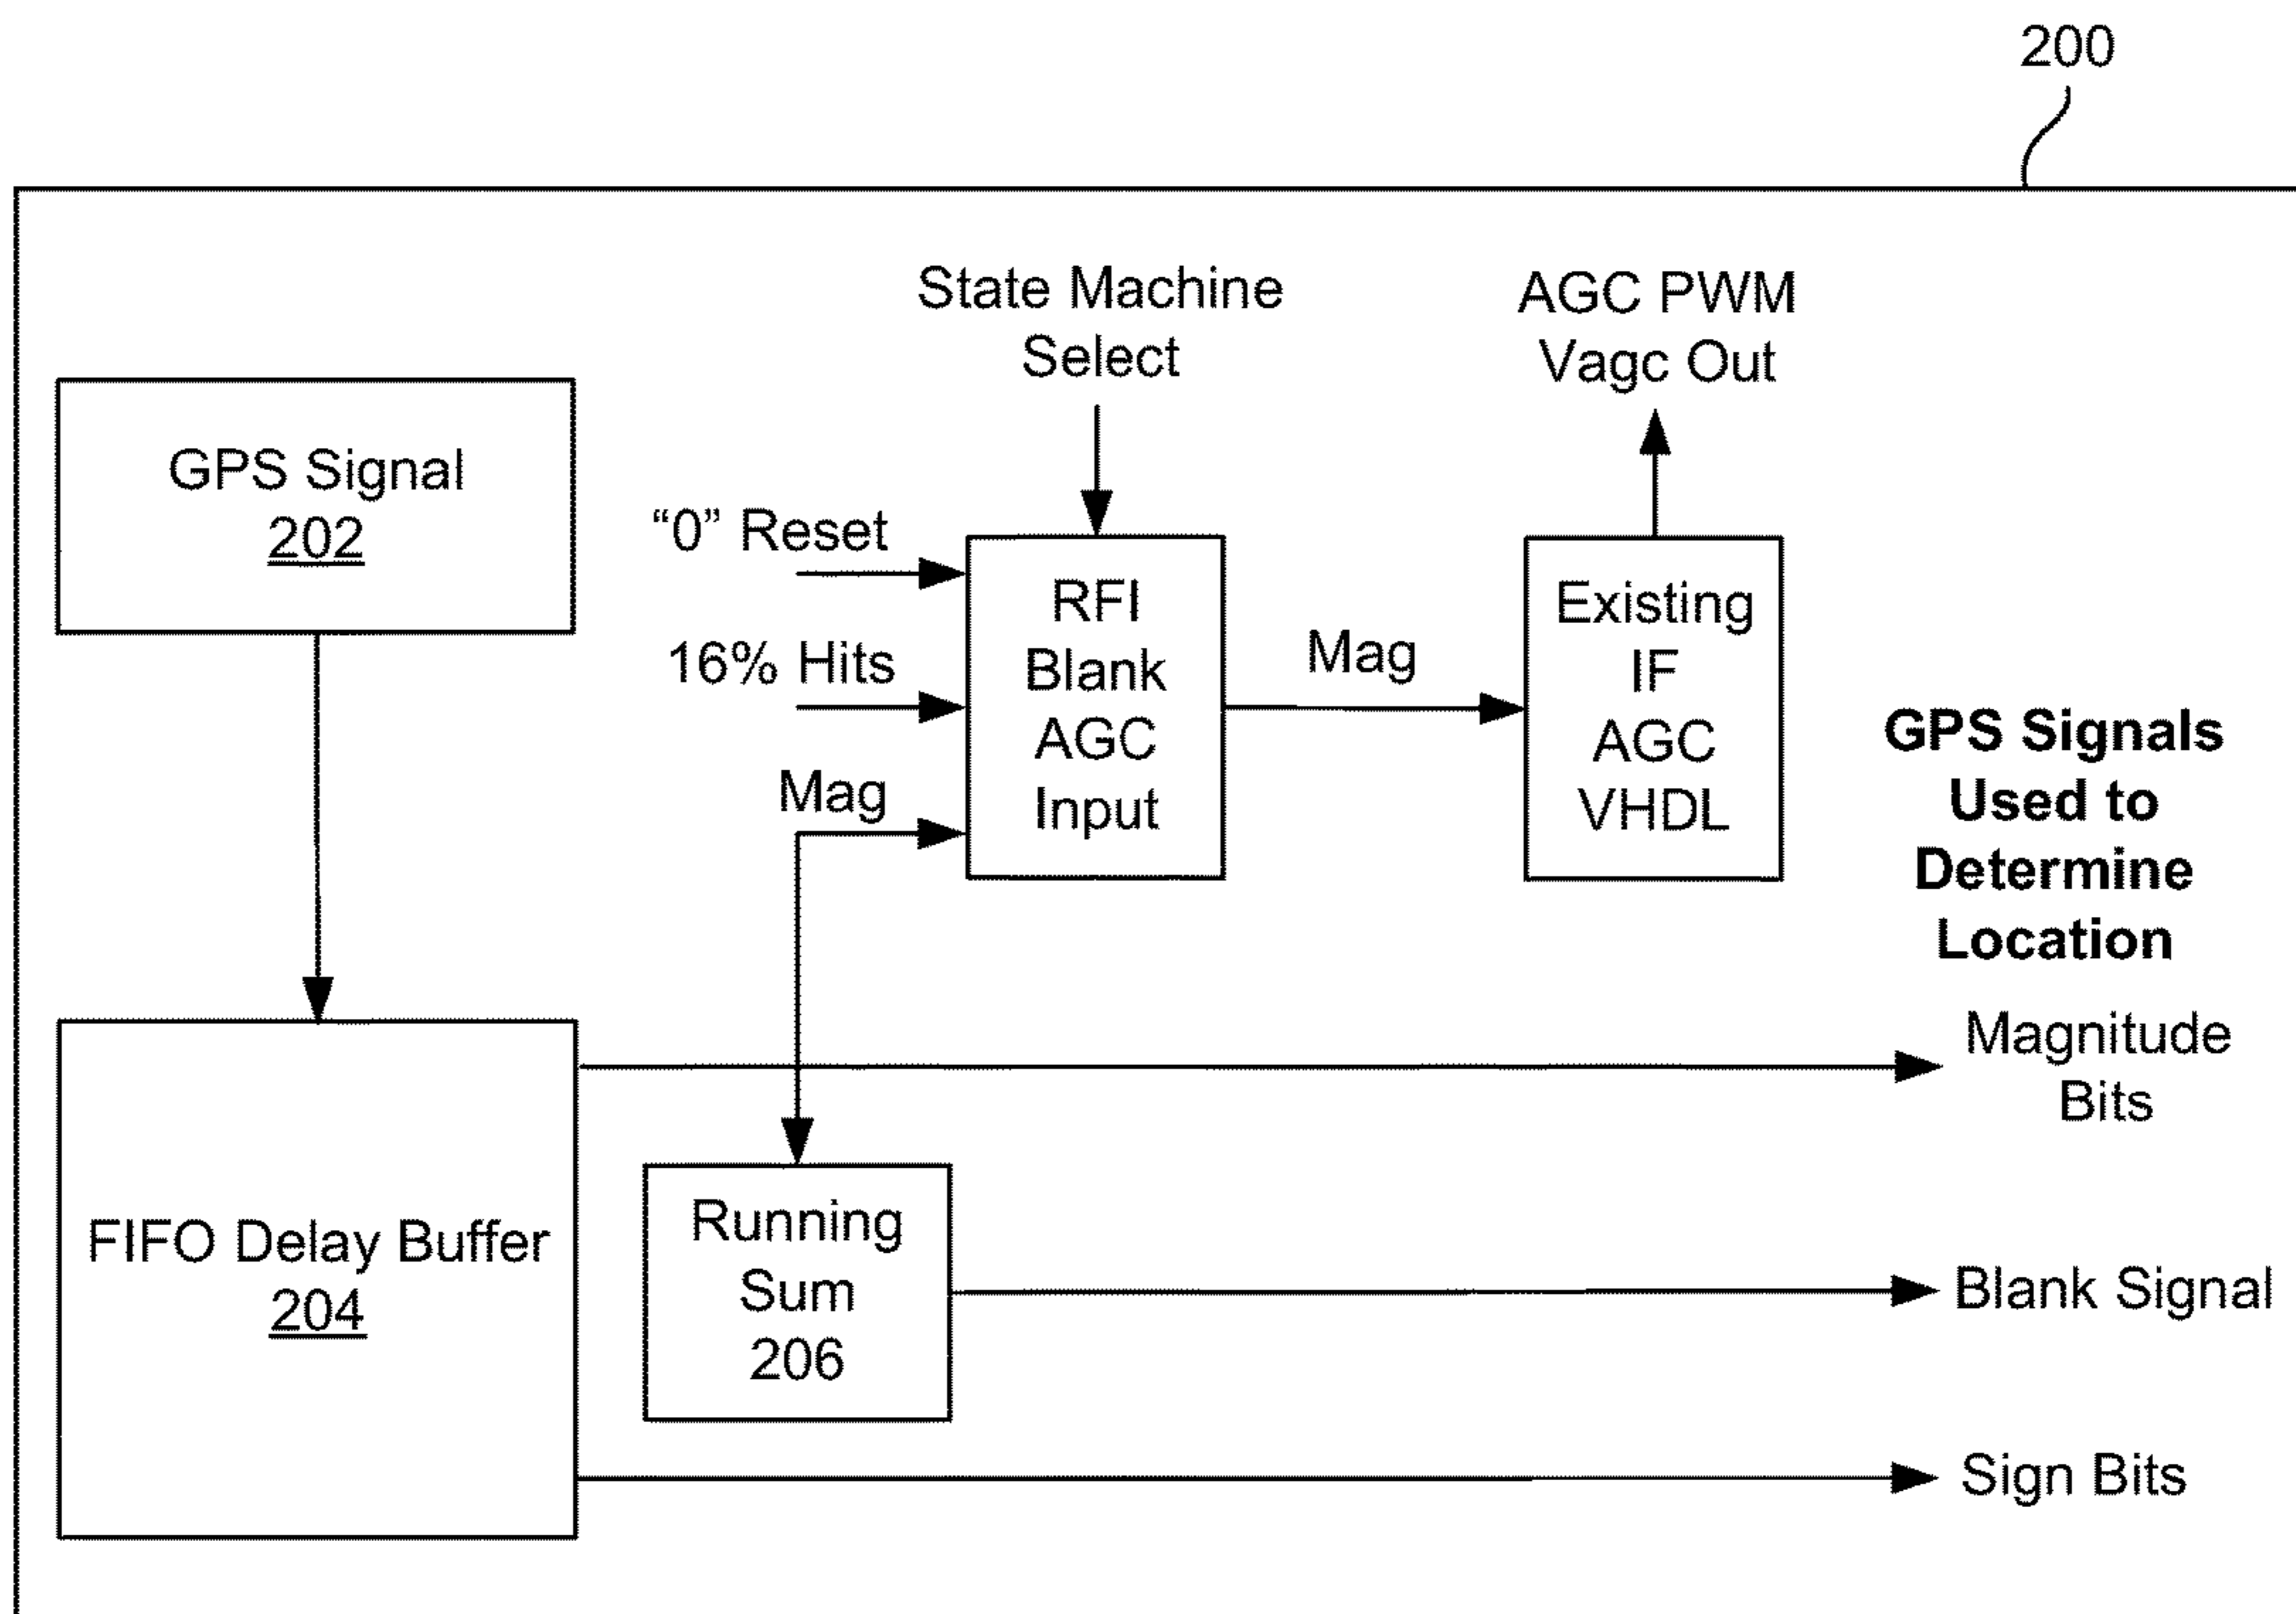 200
State Machine
Select
AGC PWM
Vagc Out
GPS Signal
202
“0” Reset
16% Hits
Mag
RFI
Blank
AGC
Input
Mag
Existing
IF
AGC
VHDL
GPS Signals
Used to
Determine
Location
Magnitude
Bits
FIFO Delay Buffer
204
Running
Sum
206
Blank Signal
Sign Bits